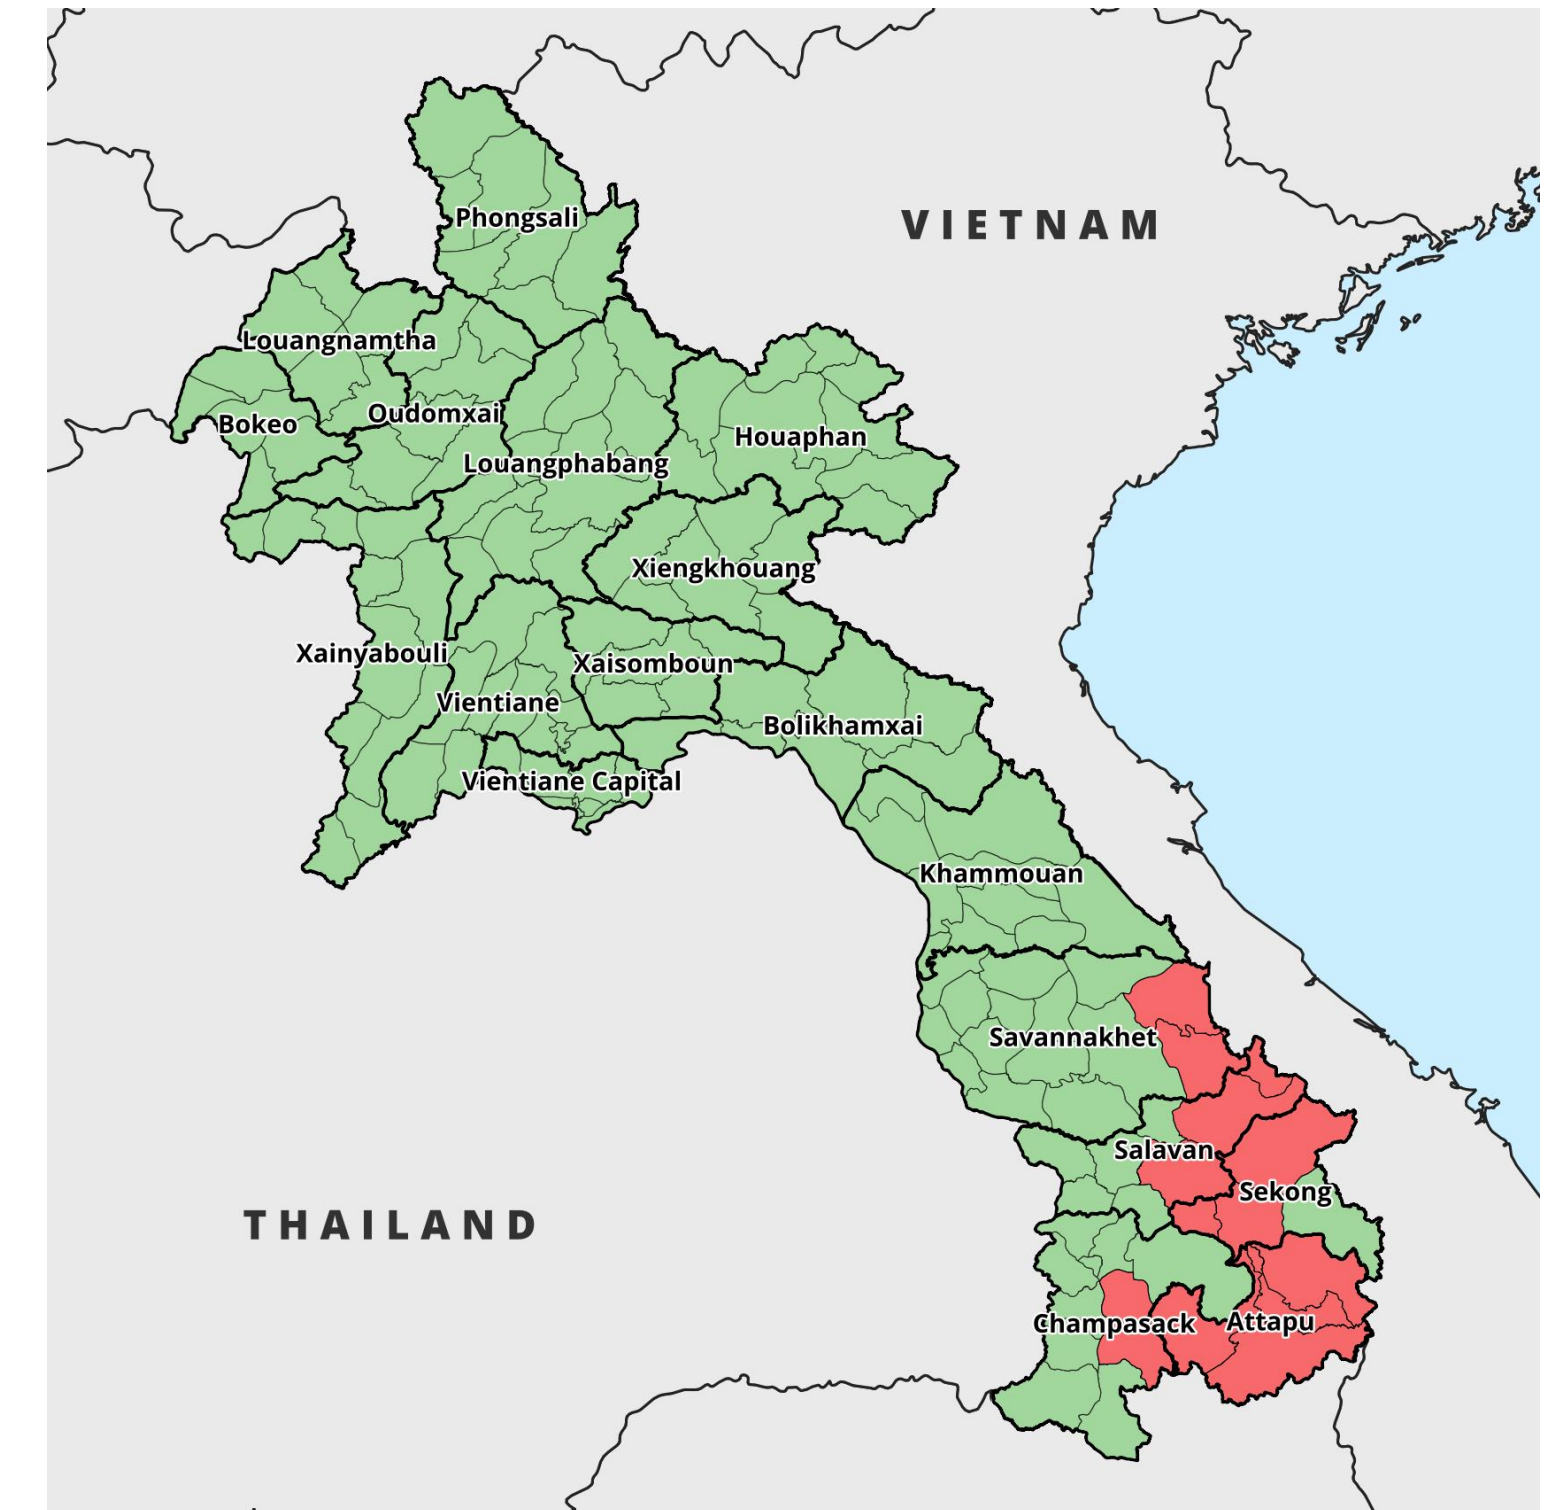 VIETNAM
Phongsali
Louangnamtha
Bokeo
Oudomxai
Houaphan
Louangphabang
Xiengkhouang
Xainyabouli
Xaisomboun
Vientiane
Bolikhamxai
Vientiane Capital
Khammouan
Savannakhet
Salavan
Sekong
THAILAND
Champasack
Attapu